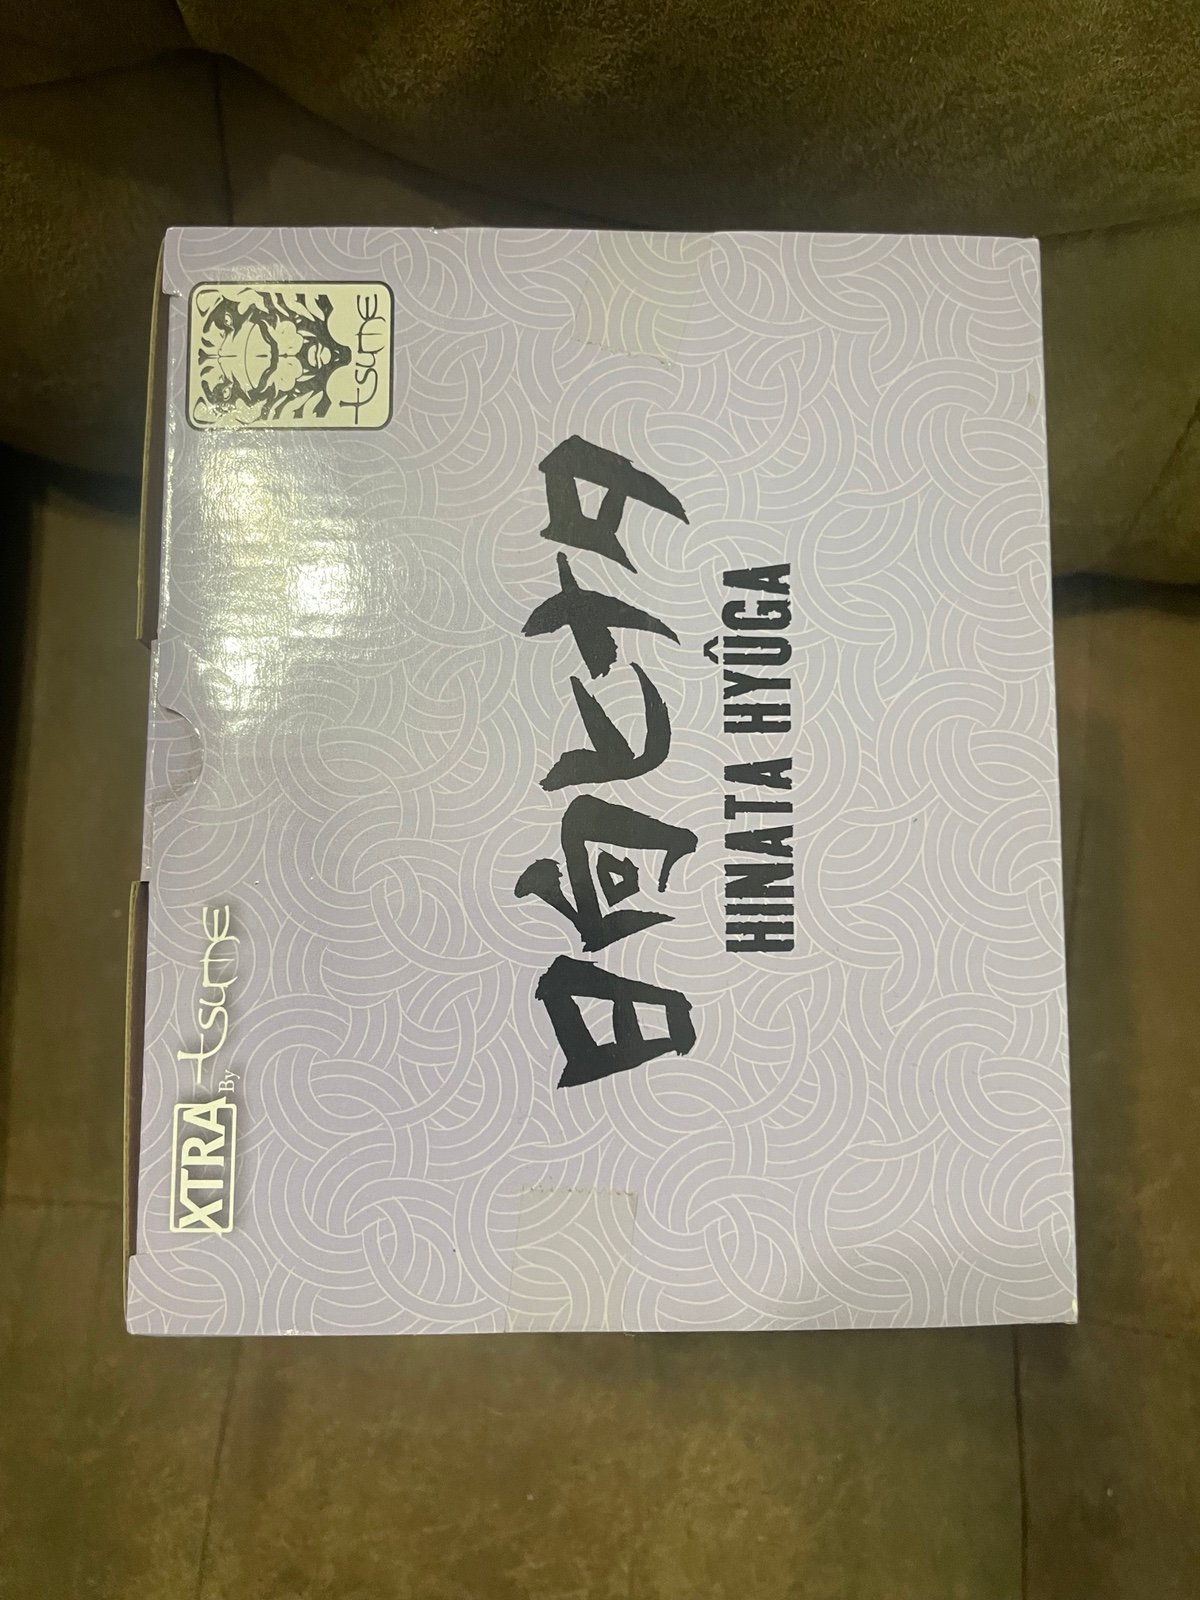 XTRA By tsume
tsume
日向ヒナタ
HINATA HYÛGA